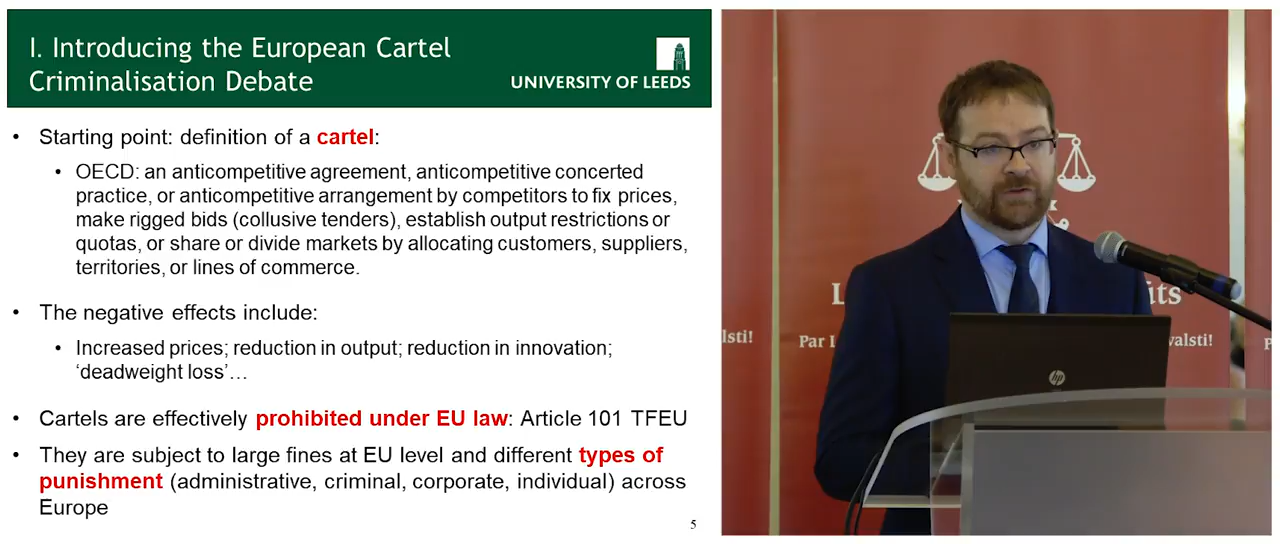 I. Introducing the European Cartel
Criminalisation Debate
UNIVERSITY OF LEEDS
• Starting point: definition of a cartel:
• OECD: an anticompetitive agreement, anticompetitive concerted
practice, or anticompetitive arrangement by competitors to fix prices,
make rigged bids (collusive tenders), establish output restrictions or
quotas, or share or divide markets by allocating customers, suppliers,
territories, or lines of commerce.
• The negative effects include:
• Increased prices; reduction in output; reduction in innovation;
‘deadweight loss’…
• Cartels are effectively prohibited under EU law: Article 101 TFEU
• They are subject to large fines at EU level and different types of
punishment (administrative, criminal, corporate, individual) across
Europe
5
Par
valsti!
hp